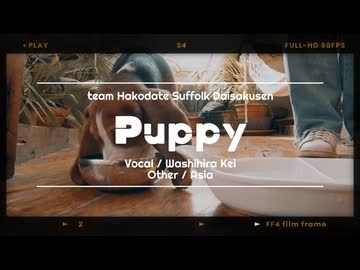 PLAY
34
FULL-HD 60FPS
team Hakodate Suffolk Daisakusen
Puppy
Vocal / Washihira Kei
Other / Asia
2
FF4 film frame